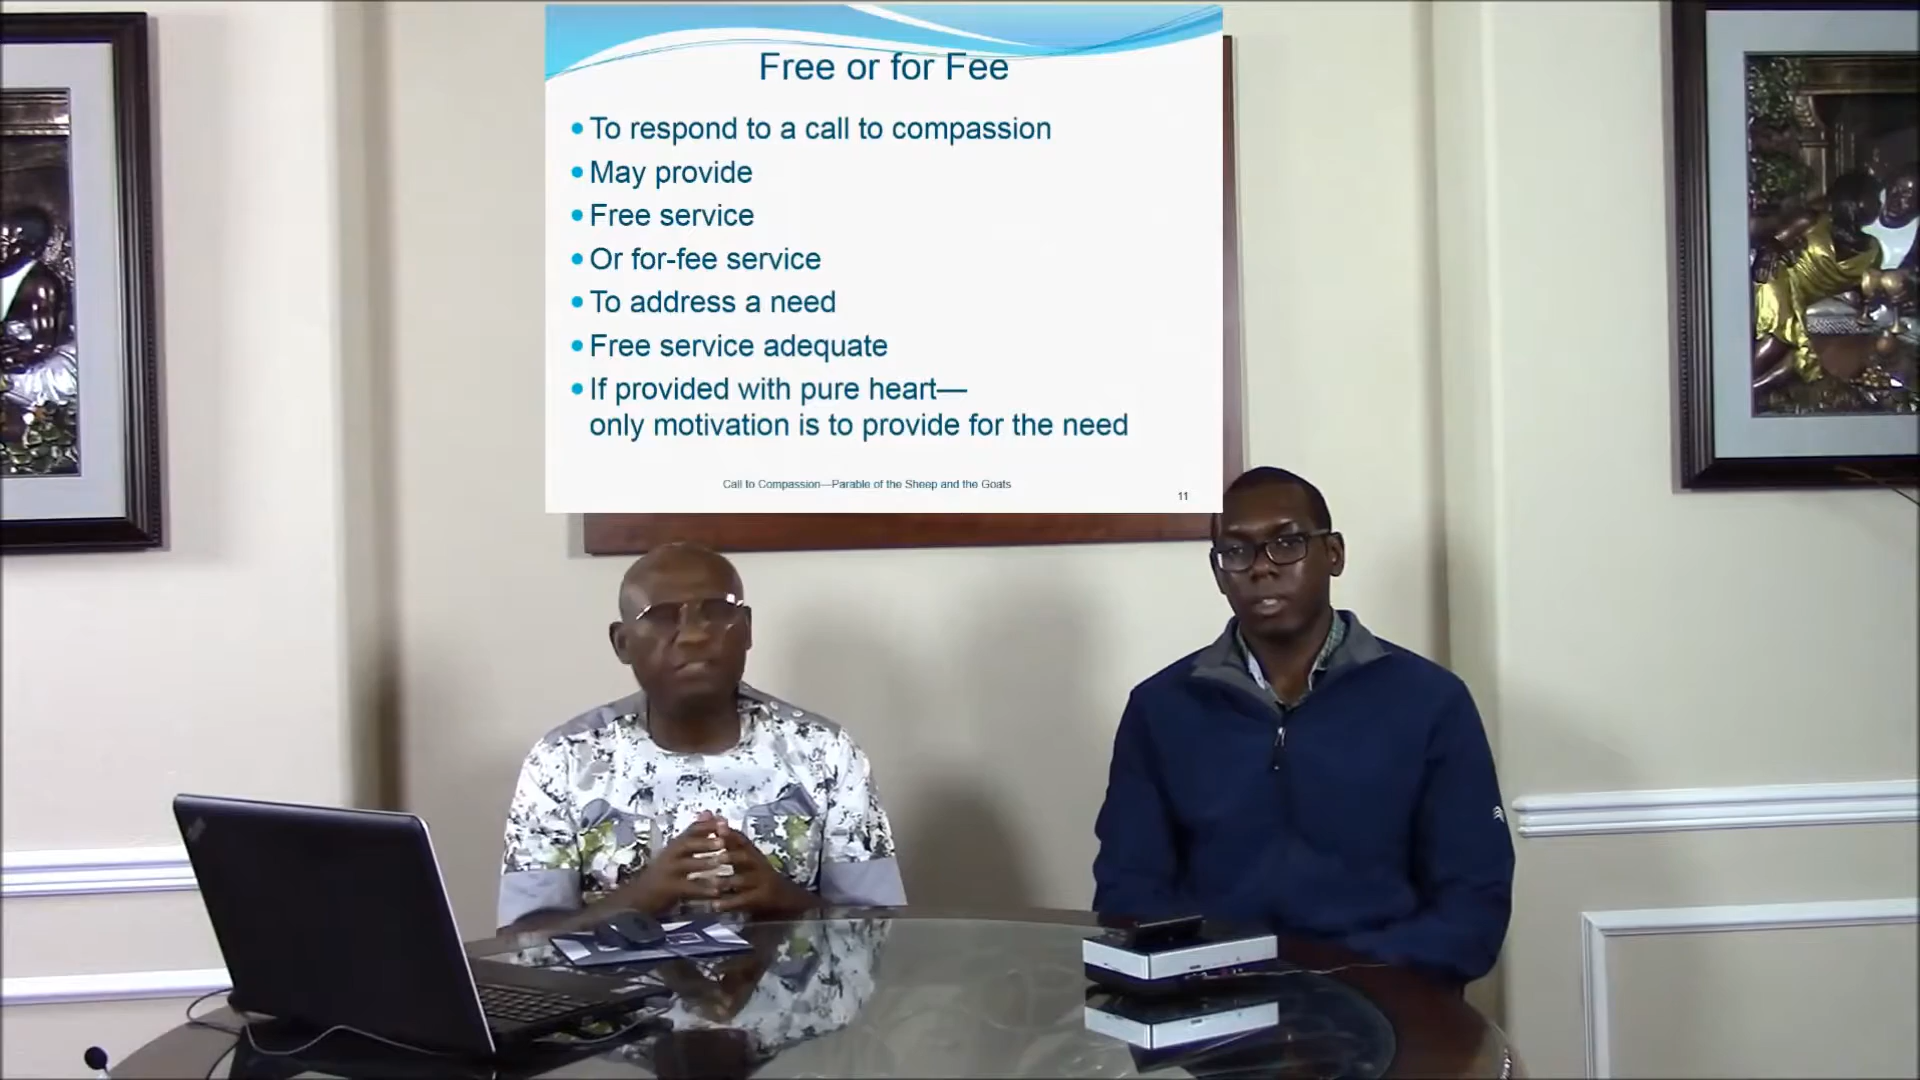 Free or for Fee
To respond to a call to compassion
May provide
Free service
Or for-fee service
To address a need
Free service adequate
If provided with pure heart—
only motivation is to provide for the need
Call to Compassion—Parable of the Sheep and the Goats
11